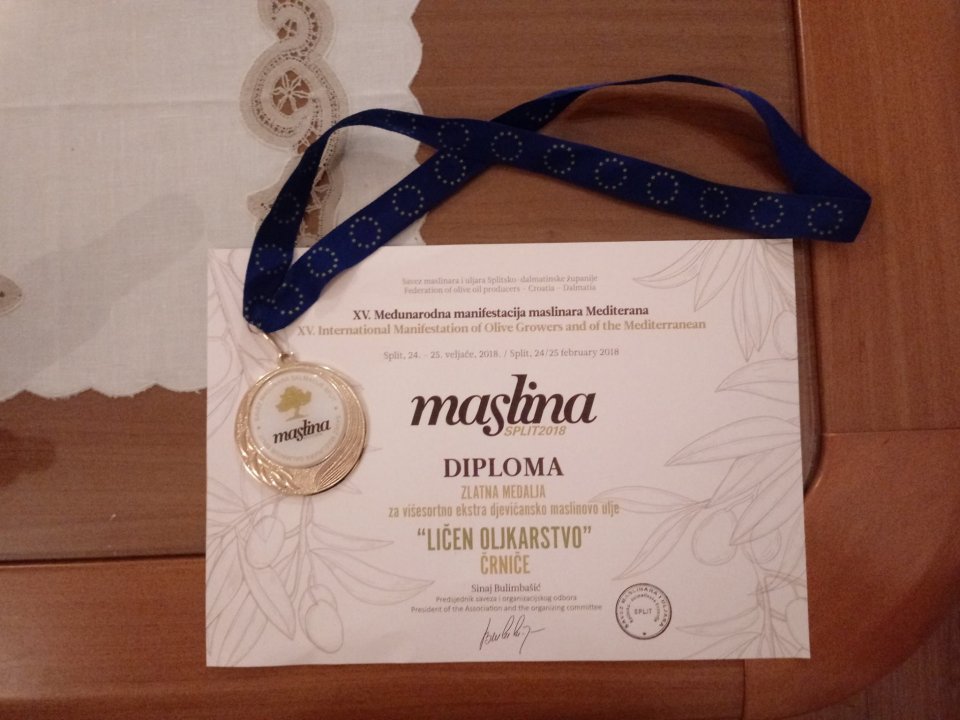 Savez maslinara i uljara Splitsko-dalmatinske županije
Federation of olive oil producers - Croatia - Dalmatia
XV. Međunarodna manifestacija maslinara Mediterana
XV. International Manifestation of Olive Growers and of the Mediterranean
Split, 24. - 25. veljače, 2018. / Split, 24/25 february 2018
maslina
SPLIT2018
DIPLOMA
ZLATNA MEDALJA
za višesortno ekstra djevičansko maslinovo ulje
“LIČEN OLJKARSTVO”
ČRNIČE
Sinaj Bulimbašić
Predsjednik saveza i organizacijskog odbora
President of the Association and the organizing committee
maslina
SAVEZ MASLINARA I ULJARA
SPLIT